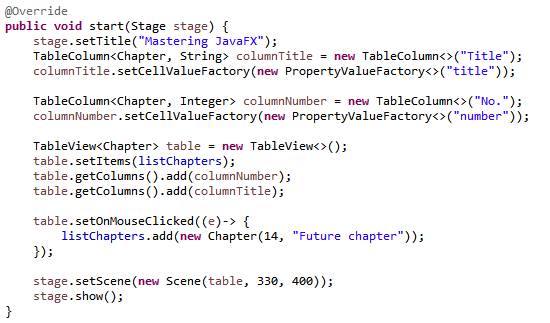 @Override
public void start(Stage stage) {
    stage.setTitle("Mastering JavaFX");
    TableColumn<Chapter, String> columnTitle = new TableColumn<>("Title");
    columnTitle.setCellValueFactory(new PropertyValueFactory<>("title"));

    TableColumn<Chapter, Integer> columnNumber = new TableColumn<>("No.");
    columnNumber.setCellValueFactory(new PropertyValueFactory<>("number"));

    TableView<Chapter> table = new TableView<>();
    table.setItems(listChapters);
    table.getColumns().add(columnNumber);
    table.getColumns().add(columnTitle);

    table.setOnMouseClicked((e)-> {
        listChapters.add(new Chapter(14, "Future chapter"));
    });

    stage.setScene(new Scene(table, 330, 400));
    stage.show();
}